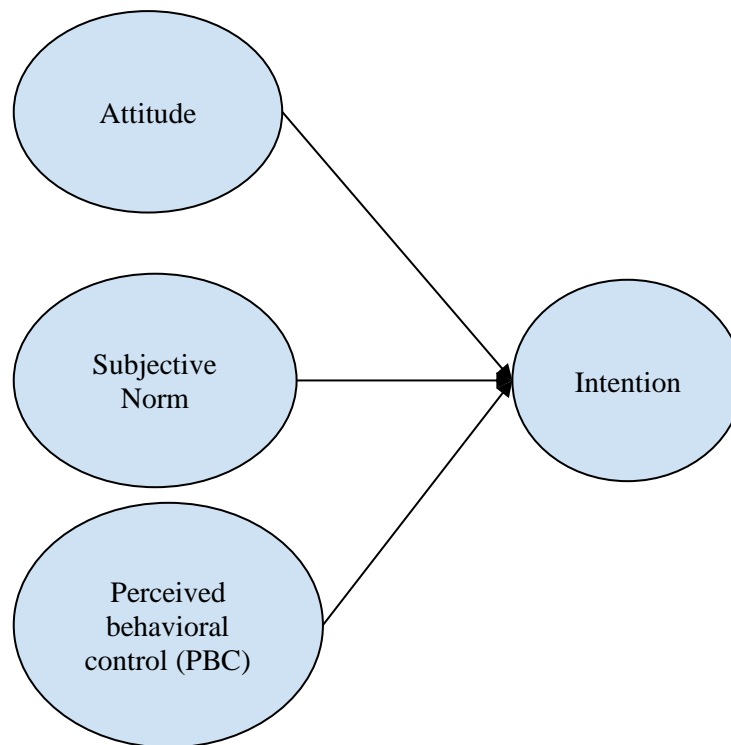 Attitude
Subjective
Norm
Intention
Perceived
behavioral
control (PBC)